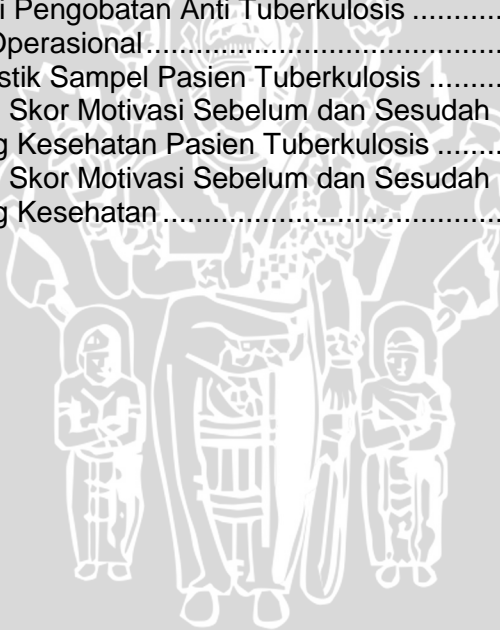 i Pengobatan Anti Tuberkulosis ..........
Operasional .............................................
stik Sampel Pasien Tuberkulosis ........
Skor Motivasi Sebelum dan Sesudah
g Kesehatan Pasien Tuberkulosis .......
Skor Motivasi Sebelum dan Sesudah
g Kesehatan ..........................................